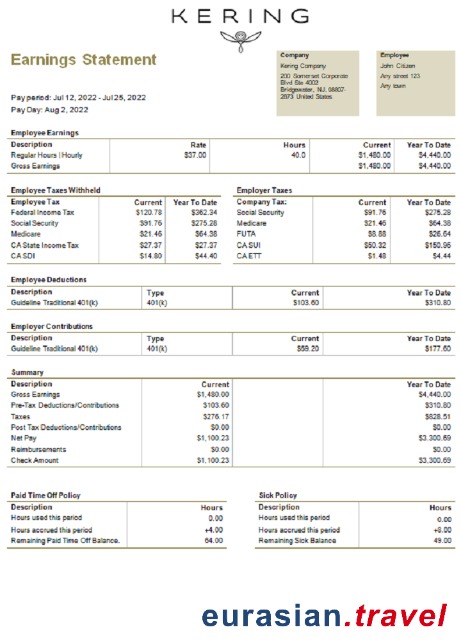 KERING
Earnings Statement
Company
Kering Company
200 Somerset Corporate
Blvd Ste 4002
Bridgewater, NJ, 08807-
2873 United States
Employee
John Citizen
Any street 123
Any town
Pay period: Jul 12, 2022 - Jul 25, 2022
Pay Day: Aug 2, 2022
Employee Earnings
Description Rate Hours Current Year To Date
Regular Hours | Hourly $37.00 40.0 $1,480.00 $4,440.00
Gross Earnings $1,480.00 $4,440.00
Employee Taxes Withheld
Employee Tax Current Year To Date
Federal Income Tax $120.78 $362.34
Social Security $91.76 $275.28
Medicare $21.46 $64.38
CA State Income Tax $27.37 $27.37
CA SDI $14.80 $44.40
Employer Taxes
Company Tax: Current Year To Date
Social Security $91.76 $275.28
Medicare $21.46 $64.38
FUTA $8.88 $26.64
CA SUI $50.32 $150.96
CA ETT $1.48 $4.44
Employee Deductions
Description Type Current Year To Date
Guideline Traditional 401(k) 401(k) $103.60 $310.80
Employer Contributions
Description Type Current Year To Date
Guideline Traditional 401(k) 401(k) $59.20 $177.60
Summary
Description Current Year To Date
Gross Earnings $1,480.00 $4,440.00
Pre-Tax Deductions/Contributions $103.60 $310.80
Taxes $276.17 $828.51
Post Tax Deductions/Contributions $0.00 $0.00
Net Pay $1,100.23 $3,300.69
Reimbursements $0.00 $0.00
Check Amount $1,100.23 $3,300.69
Paid Time Off Policy
Description Hours
Hours used this period 0.00
Hours accrued this period +4.00
Remaining Paid Time Off Balance. 64.00
Sick Policy
Description Hours
Hours used this period 0.00
Hours accrued this period +8.00
Remaining Sick Balance 49.00
eurasian.travel